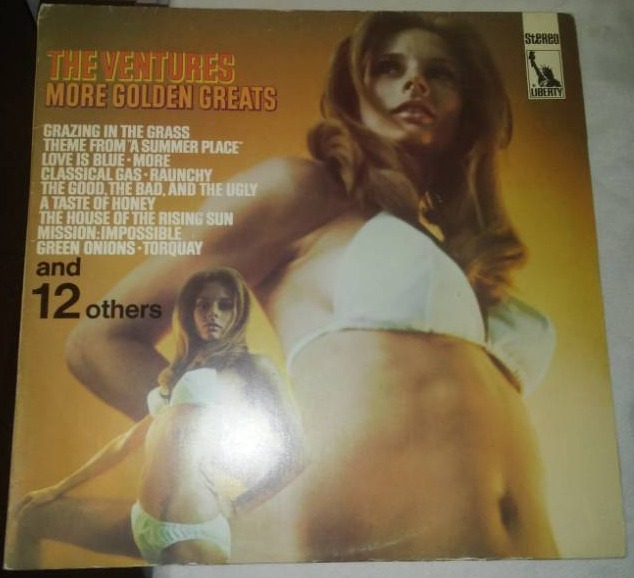 THE VENTURES
MORE GOLDEN GREATS
STEREO
LIBERTY
GRAZING IN THE GRASS
THEME FROM "A SUMMER PLACE"
LOVE IS BLUE • MORE
CLASSICAL GAS • RAUNCHY
THE GOOD, THE BAD, AND THE UGLY
A TASTE OF HONEY
THE HOUSE OF THE RISING SUN
MISSION: IMPOSSIBLE
GREEN ONIONS • TORQUAY
and
12 others